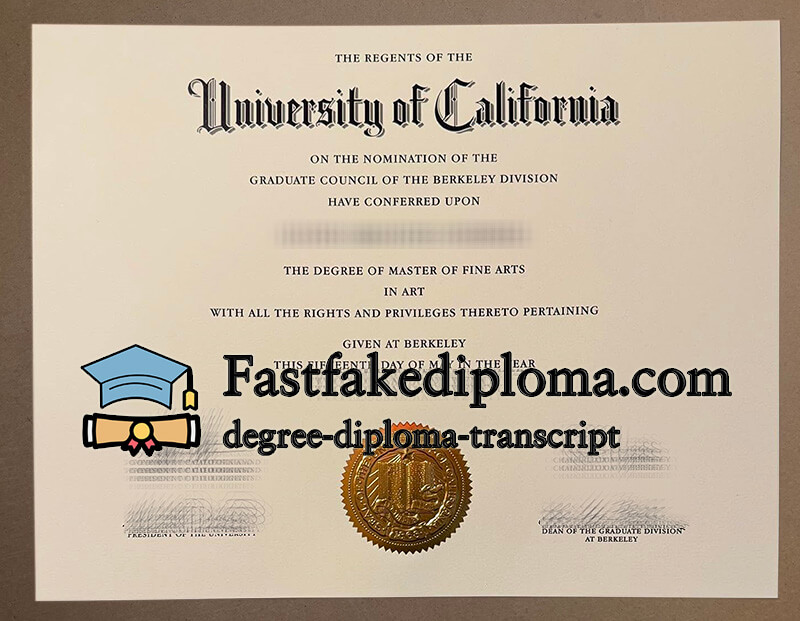 THE REGENTS OF THE
University of California
ON THE NOMINATION OF THE
GRADUATE COUNCIL OF THE BERKELEY DIVISION
HAVE CONFERRED UPON
THE DEGREE OF MASTER OF FINE ARTS
IN ART
WITH ALL THE RIGHTS AND PRIVILEGES THERETO PERTAINING
GIVEN AT BERKELEY
THIS FIFTEENTH DAY OF MAY IN THE YEAR
Fastfakediploma.com
degree-diploma-transcript
PRESIDENT OF THE UNIVERSITY
DEAN OF THE GRADUATE DIVISION
AT BERKELEY